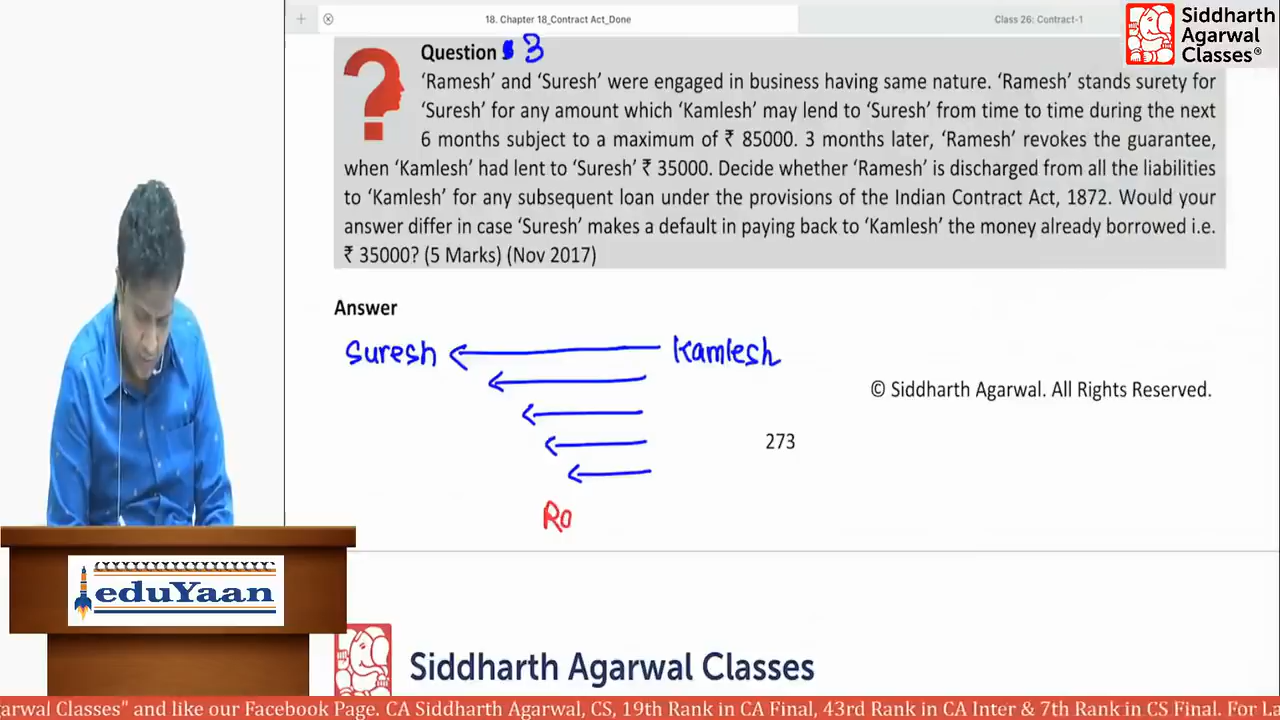 18. Chapter 18_Contract Act_Done
Class 26: Contract-1
Siddharth
Agarwal
Classes®
Question 3
‘Ramesh’ and ‘Suresh’ were engaged in business having same nature. ‘Ramesh’ stands surety for
‘Suresh’ for any amount which ‘Kamlesh’ may lend to ‘Suresh’ from time to time during the next
6 months subject to a maximum of ₹ 85000. 3 months later, ‘Ramesh’ revokes the guarantee,
when ‘Kamlesh’ had lent to ‘Suresh’ ₹ 35000. Decide whether ‘Ramesh’ is discharged from all the liabilities
to ‘Kamlesh’ for any subsequent loan under the provisions of the Indian Contract Act, 1872. Would your
answer differ in case ‘Suresh’ makes a default in paying back to ‘Kamlesh’ the money already borrowed i.e.
₹ 35000? (5 Marks) (Nov 2017)
Answer
Suresh Kamlesh
© Siddharth Agarwal. All Rights Reserved.
273
Ra
eduYaan
Siddharth Agarwal Classes
garwal Classes” and like our Facebook Page. CA Siddharth Agarwal, CS, 19th Rank in CA Final, 43rd Rank in CA Inter & 7th Rank in CS Final. For La